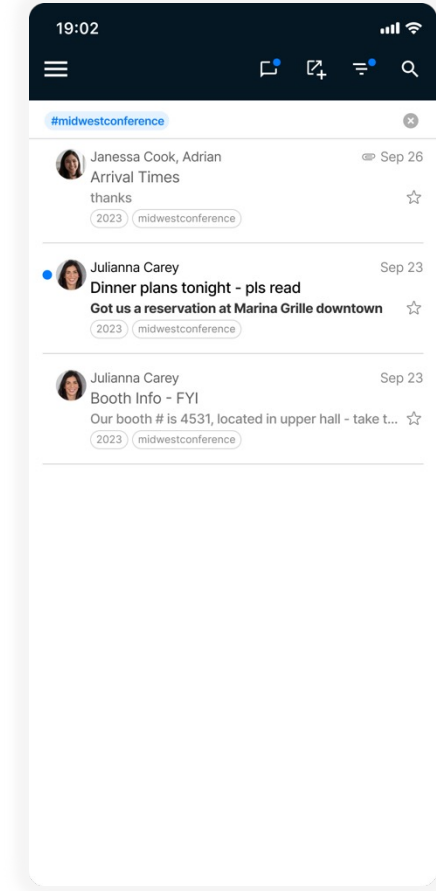 19:02
#midwestconference
Janessa Cook, Adrian Sep 26
Arrival Times
thanks
2023 midwestconference
Julianna Carey Sep 23
Dinner plans tonight - pls read
Got us a reservation at Marina Grille downtown
2023 midwestconference
Julianna Carey Sep 23
Booth Info - FYI
Our booth # is 4531, located in upper hall - take t...
2023 midwestconference